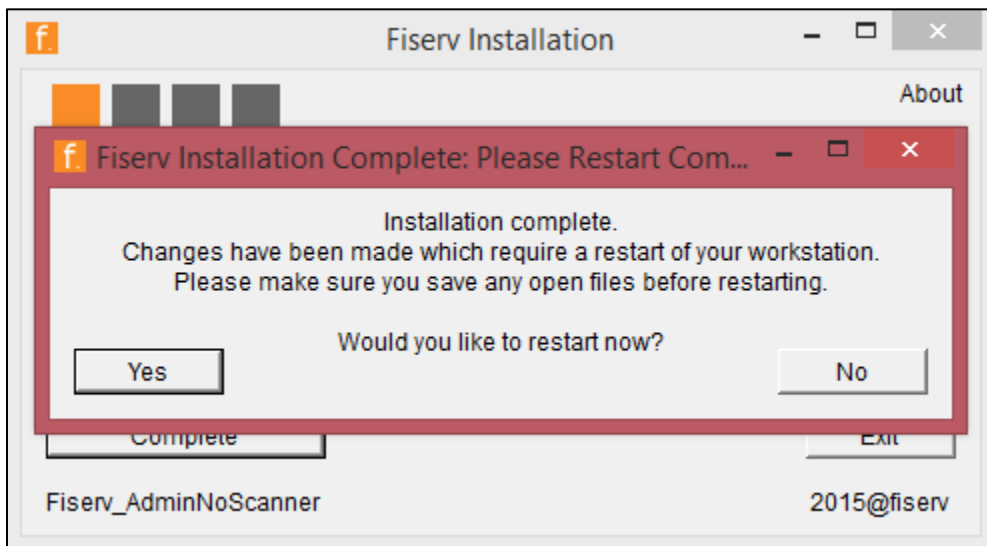 f.
Fiserv Installation
About
f.
Fiserv Installation Complete: Please Restart Com...
Installation complete.
Changes have been made which require a restart of your workstation.
Please make sure you save any open files before restarting.
Would you like to restart now?
Yes
No
Complete
Exit
Fiserv_AdminNoScanner
2015@fiserv